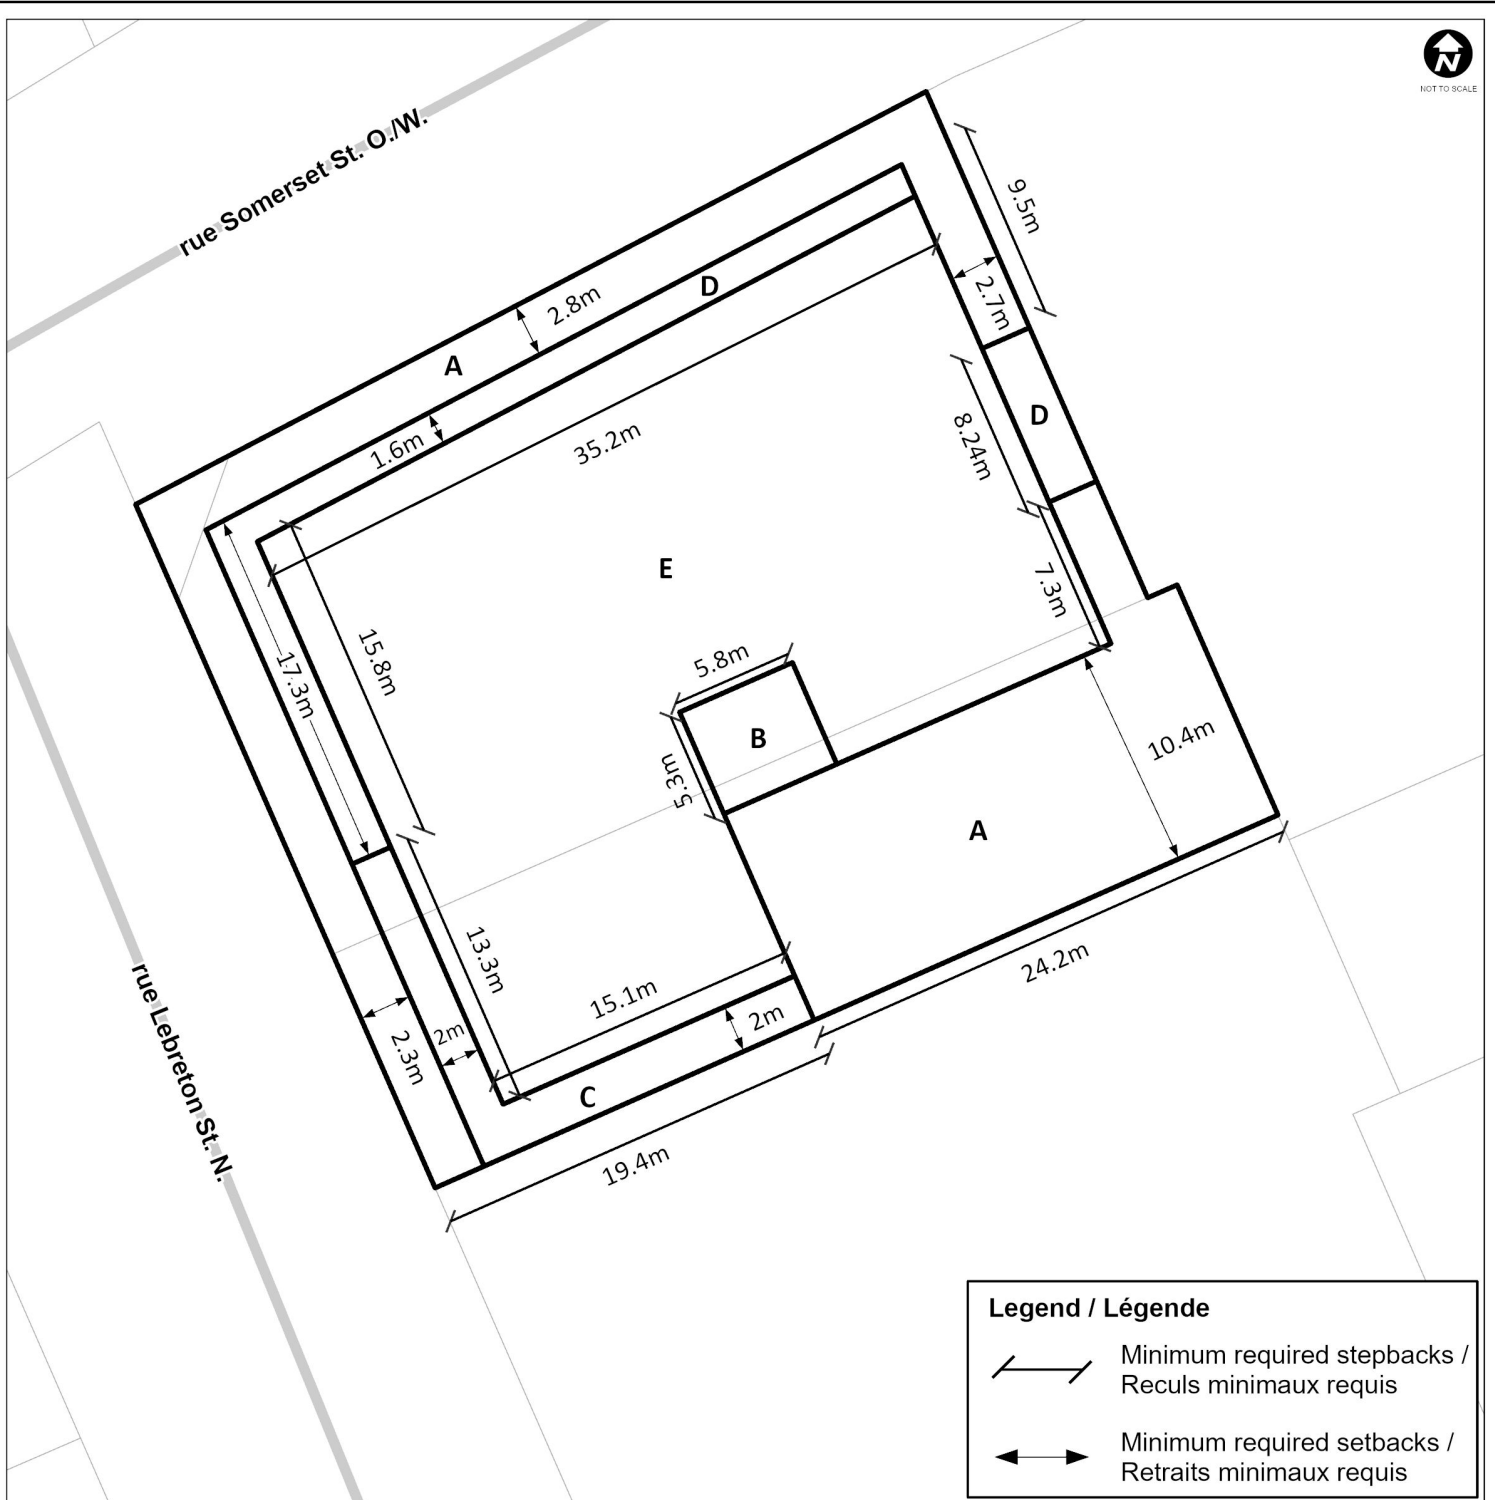 N
NOT TO SCALE
rue Somerset St. O./W.
9.5m
2.8m
D
2.7m
A
1.6m
35.2m
D
8.24m
E
7.3m
15.8m
17.3m
5.8m
B
5.3m
10.4m
A
13.3m
24.2m
15.1m
2m
2m
2.3m
C
19.4m
rue Lebreton St. N.
Legend / Légende
Minimum required stepbacks /
Reculs minimaux requis
Minimum required setbacks /
Retraits minimaux requis